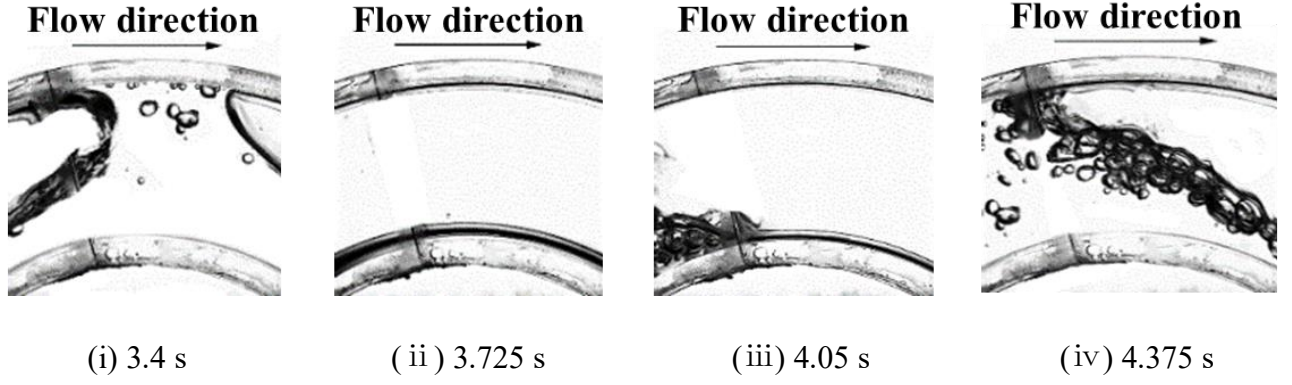 Flow direction
Flow direction
Flow direction
Flow direction
(i) 3.4 s
(ii) 3.725 s
(iii) 4.05 s
(iv) 4.375 s